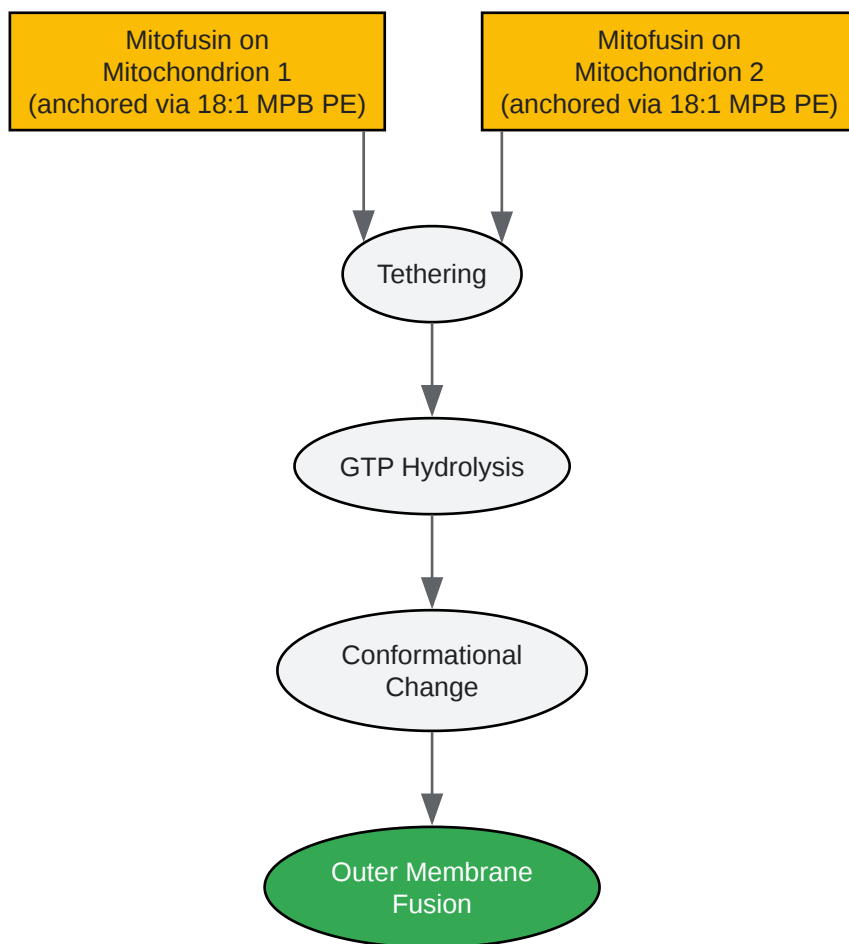 Mitofusin on
Mitochondrion 1
(anchored via 18:1 MPB PE)
Mitofusin on
Mitochondrion 2
(anchored via 18:1 MPB PE)
Tethering
GTP Hydrolysis
Conformational
Change
Outer Membrane
Fusion